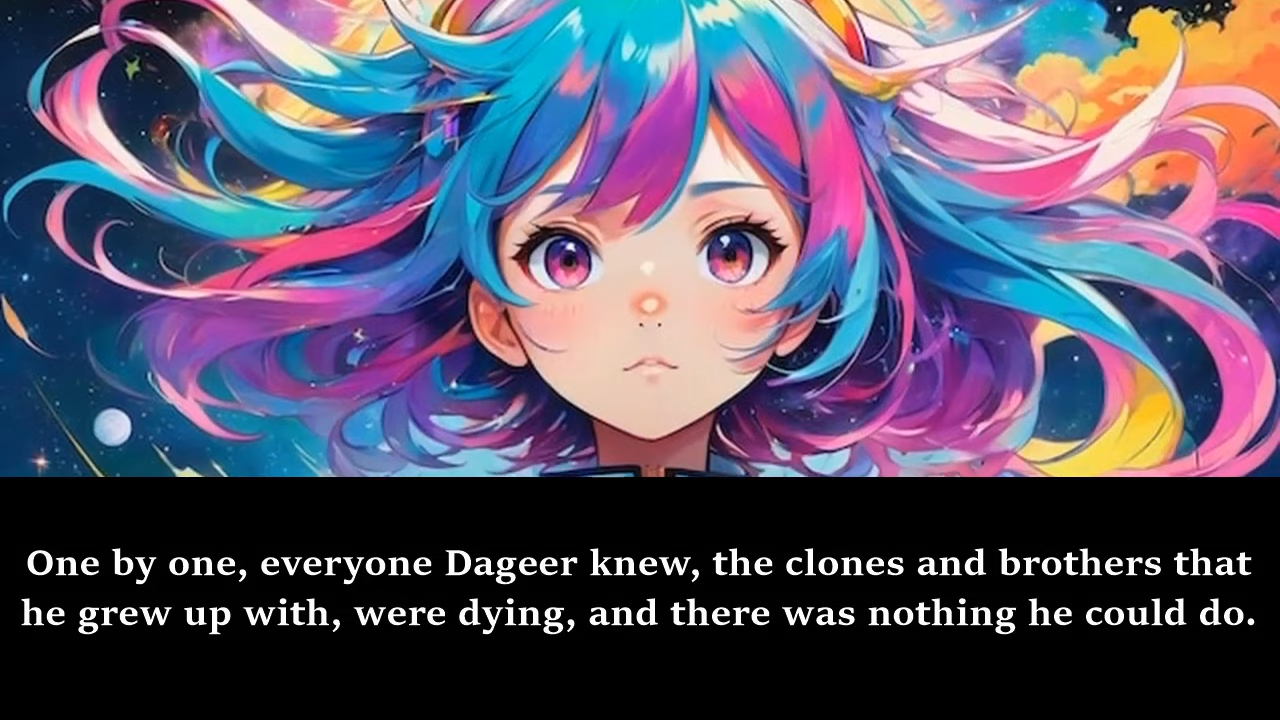 One by one, everyone Dageer knew, the clones and brothers that
he grew up with, were dying, and there was nothing he could do.